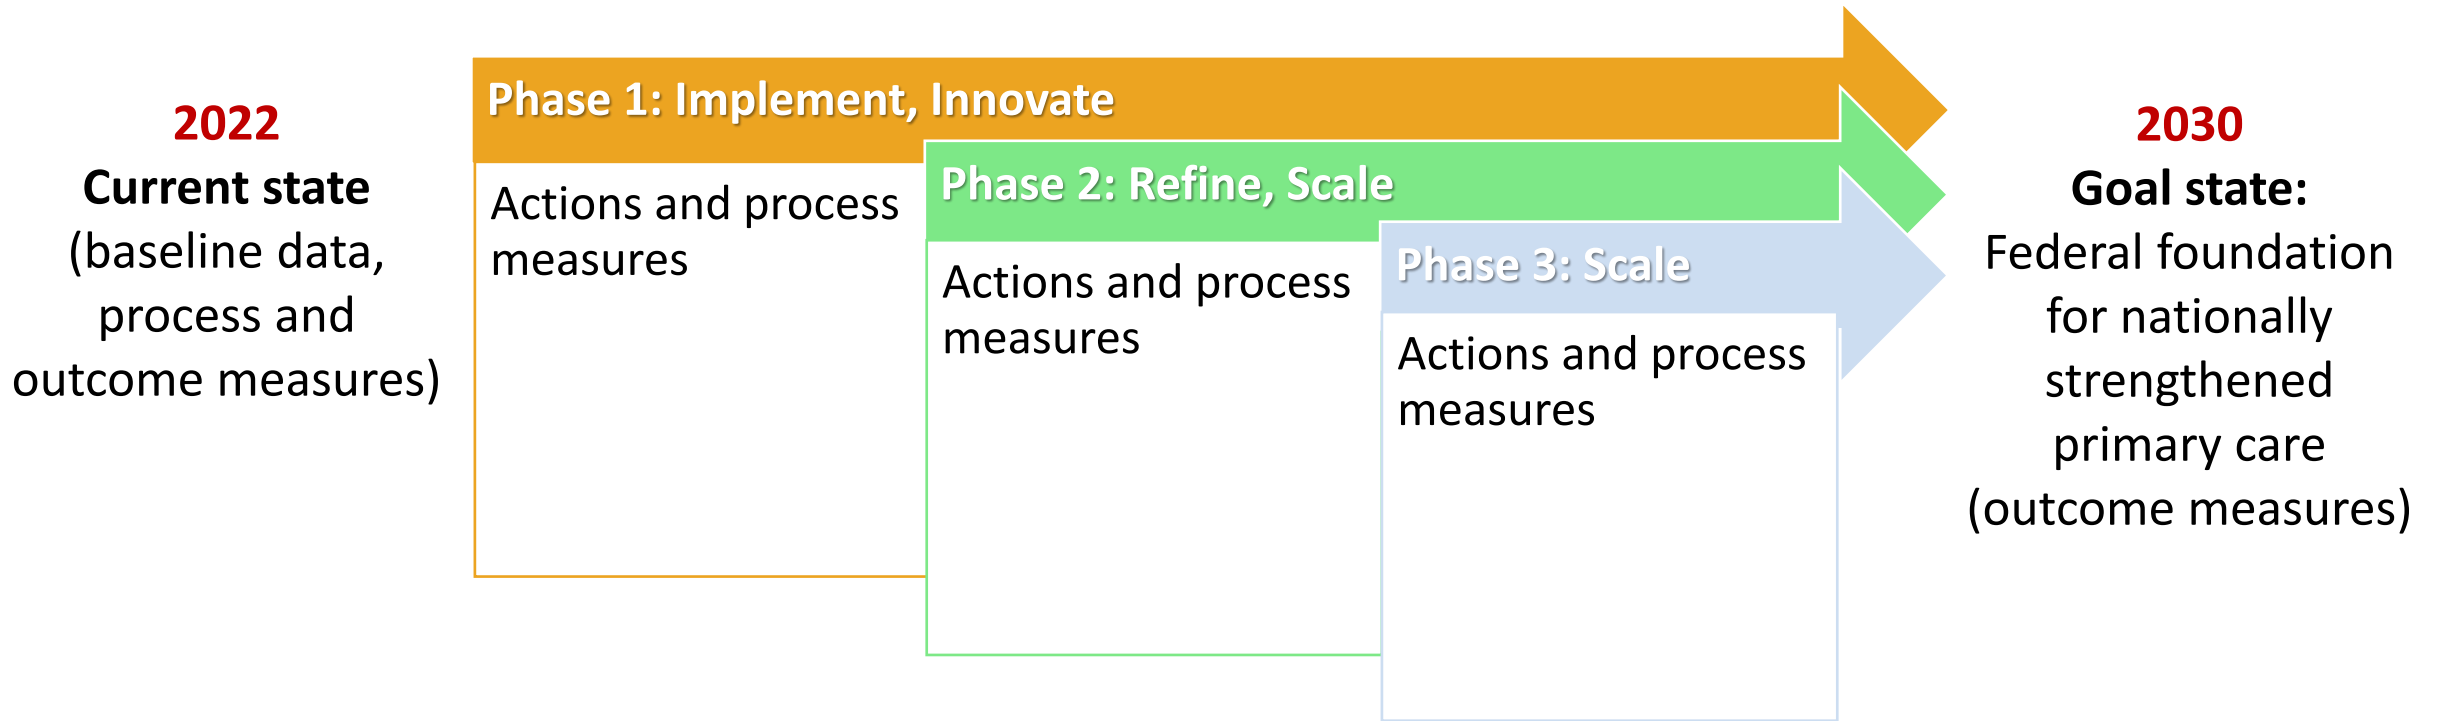 2022
Current state
(baseline data,
process and
outcome measures)
Phase 1: Implement, Innovate
Actions and process
measures
Phase 2: Refine, Scale
Actions and process
measures
Phase 3: Scale
Actions and process
measures
2030
Goal state:
Federal foundation
for nationally
strengthened
primary care
(outcome measures)